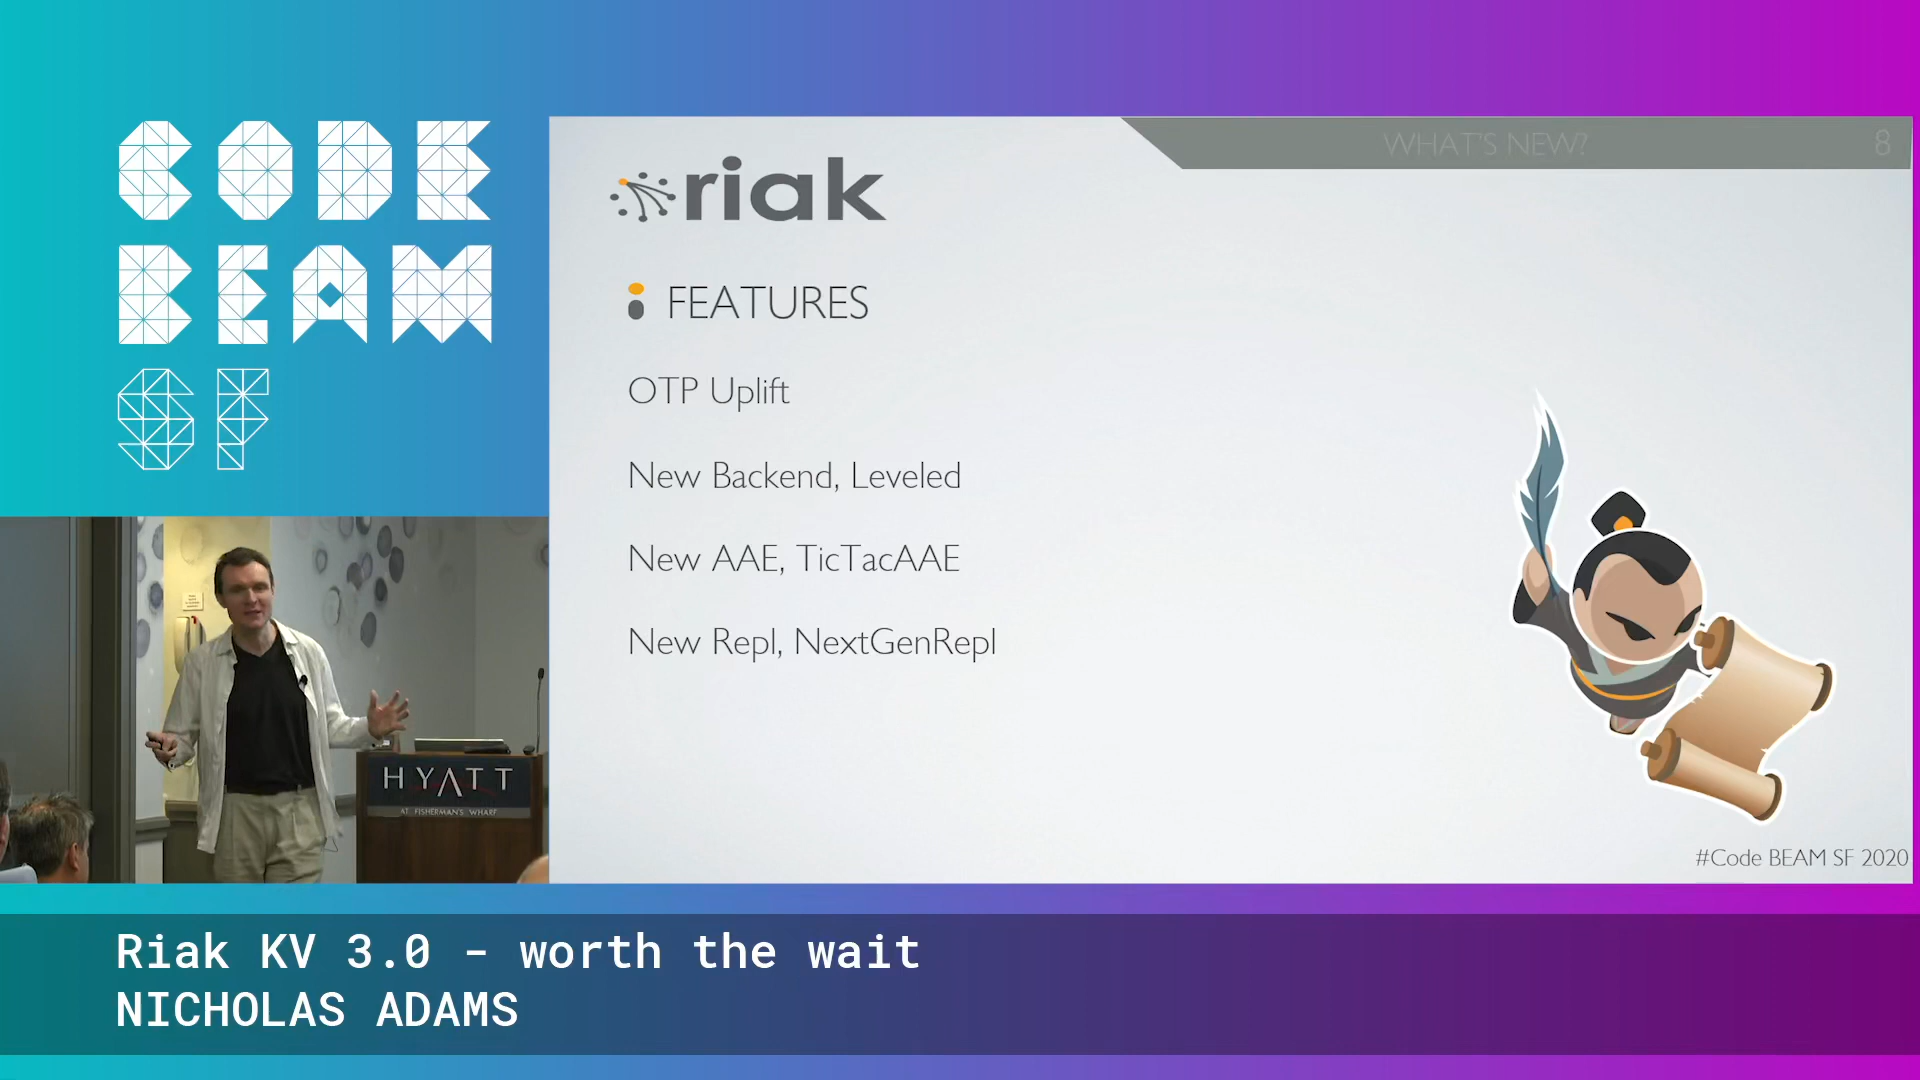 CODE
BEAM
SF
WHAT'S NEW? 8
riak
FEATURES
OTP Uplift
New Backend, Leveled
New AAE, TicTacAAE
New Repl, NextGenRepl
#Code BEAM SF 2020
HYATT
AT FISHERMAN'S WHARF
Riak KV 3.0 - worth the wait
NICHOLAS ADAMS